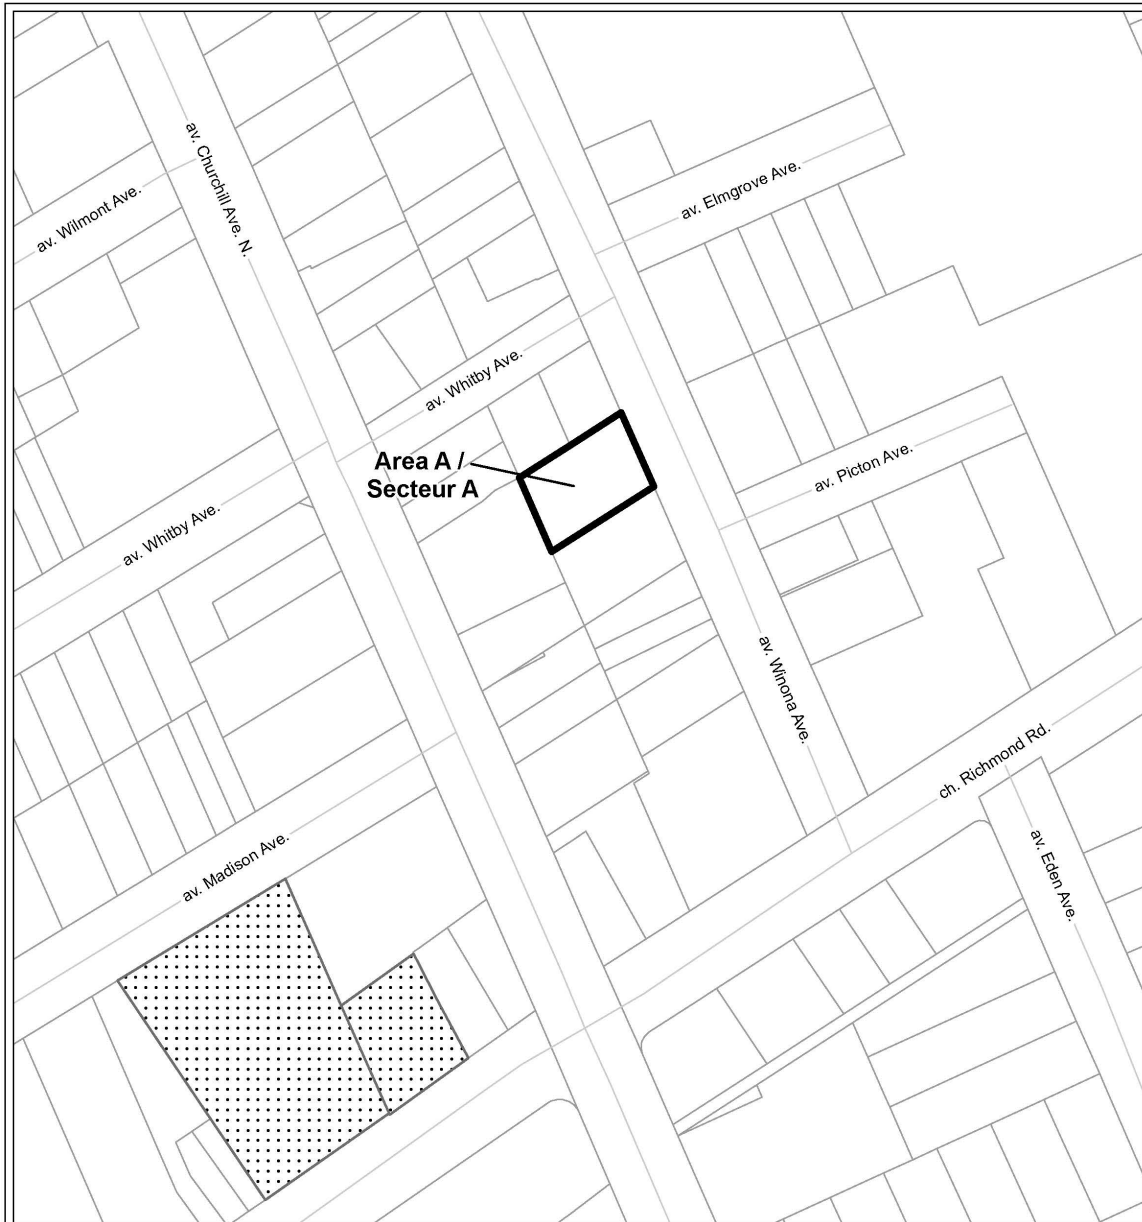 av. Churchill Ave. N.
av. Wilmont Ave.
av. Elmgrove Ave.
av. Whitby Ave.
Area A /
Secteur A
av. Picton Ave.
av. Whitby Ave.
av. Winona Ave.
ch. Richmond Rd.
av. Madison Ave.
av. Eden Ave.